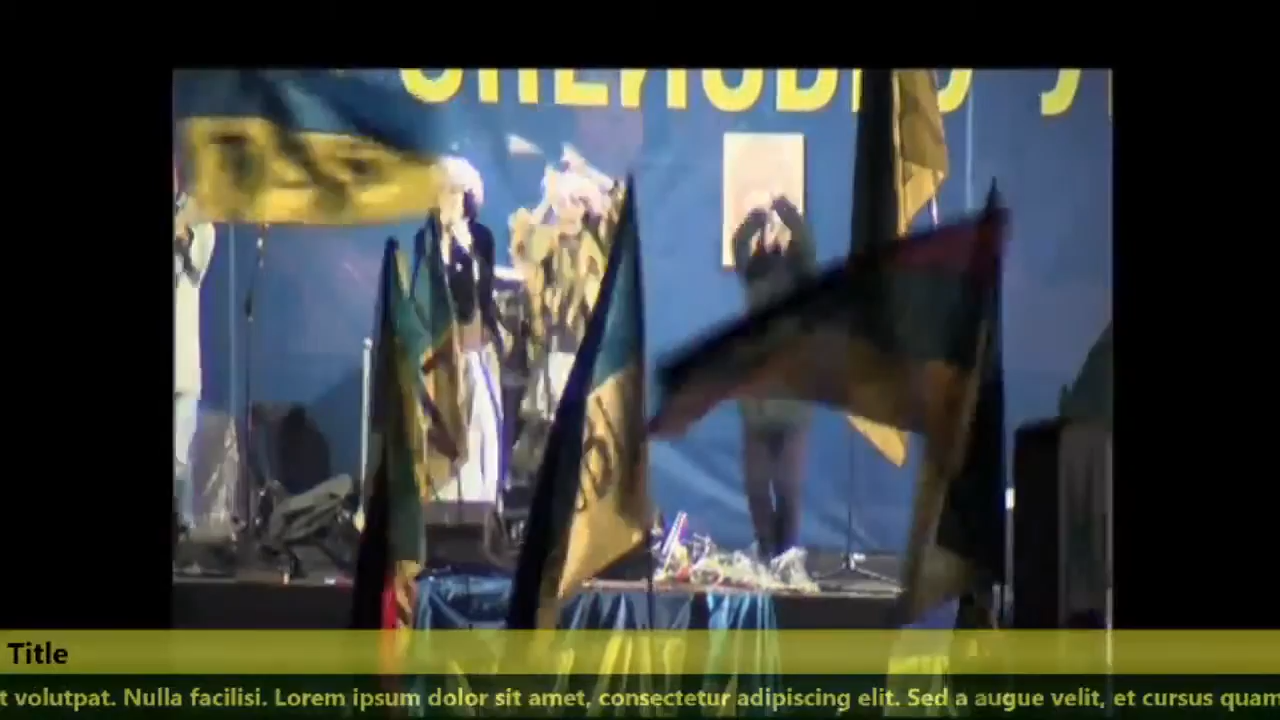 Title
t volutpat. Nulla facilisi. Lorem ipsum dolor sit amet, consectetur adipiscing elit. Sed a augue velit, et cursus quam